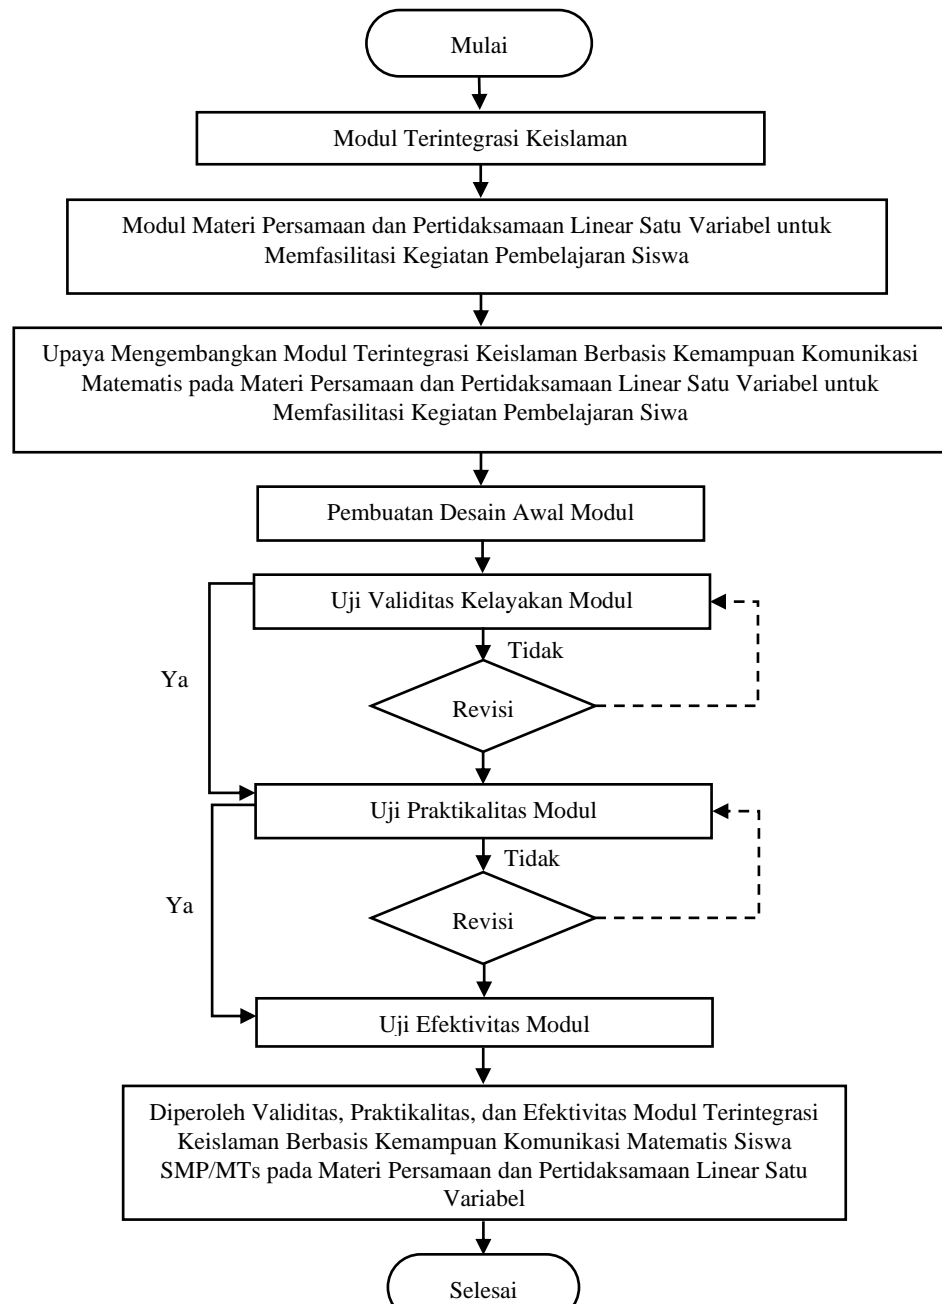 Mulai
Modul Terintegrasi Keislaman
Modul Materi Persamaan dan Pertidaksamaan Linear Satu Variabel untuk
Memfasilitasi Kegiatan Pembelajaran Siswa
Upaya Mengembangkan Modul Terintegrasi Keislaman Berbasis Kemampuan Komunikasi
Matematis pada Materi Persamaan dan Pertidaksamaan Linear Satu Variabel untuk
Memfasilitasi Kegiatan Pembelajaran Siwa
Pembuatan Desain Awal Modul
Uji Validitas Kelayakan Modul
Tidak
Ya
Revisi
Uji Praktikalitas Modul
Tidak
Ya
Revisi
Uji Efektivitas Modul
Diperoleh Validitas, Praktikalitas, dan Efektivitas Modul Terintegrasi
Keislaman Berbasis Kemampuan Komunikasi Matematis Siswa
SMP/MTs pada Materi Persamaan dan Pertidaksamaan Linear Satu
Variabel
Selesai